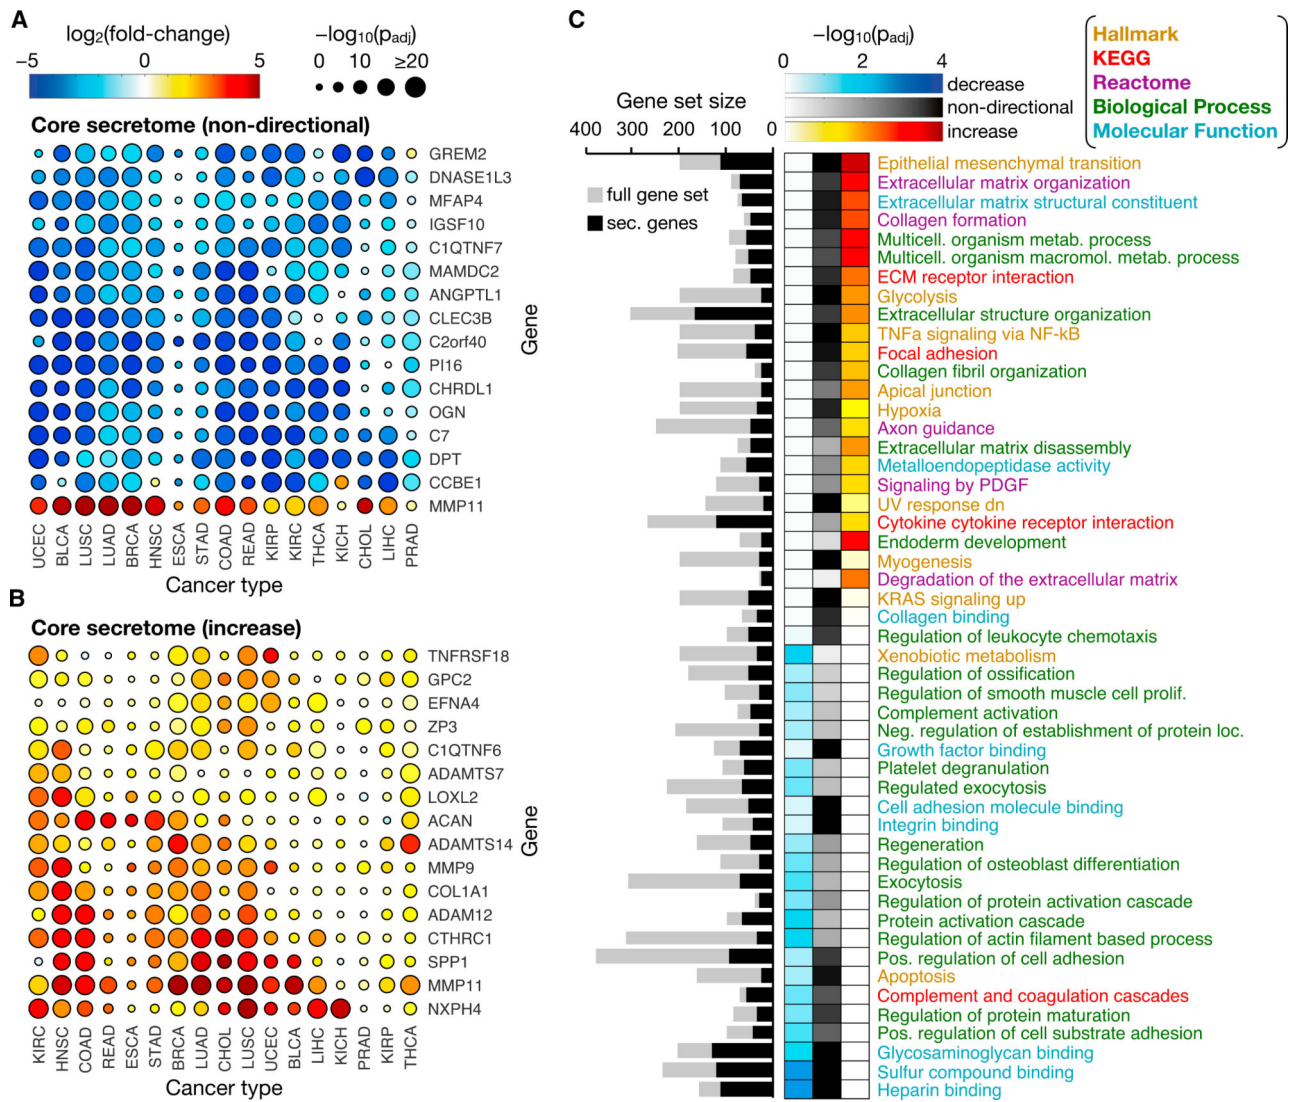 A
log₂(fold-change)
−5 0 5
−log₁₀(p_adj)
0 10 ≥20
Core secretome (non-directional)
GREM2
DNASE1L3
MFAP4
IGSF10
C1QTNF7
MAMDC2
ANGPTL1
CLEC3B
C2orf40
PI16
CHRDL1
OGN
C7
DPT
CCBE1
MMP11
Gene
UCEC BLCA LUSC LUAD BRCA HNSC ESCA STAD COAD READ KIRP KIRC THCA KICH CHOL LIHC PRAD
Cancer type
B
Core secretome (increase)
TNFRSF18
GPC2
EFNA4
ZP3
C1QTNF6
ADAMTS7
LOXL2
ACAN
ADAMTS14
MMP9
COL1A1
ADAM12
CTHRC1
SPP1
MMP11
NXPH4
Gene
KIRC HNSC COAD READ ESCA STAD BRCA LUAD CHOL LUSC UCEC BLCA LIHC KICH PRAD KIRP THCA
Cancer type
C
−log₁₀(p_adj)
0 2 4
decrease
non-directional
increase
Hallmark
KEGG
Reactome
Biological Process
Molecular Function
Gene set size
400 300 200 100 0
full gene set
sec. genes
Epithelial mesenchymal transition
Extracellular matrix organization
Extracellular matrix structural constituent
Collagen formation
Multicell. organism metab. process
Multicell. organism macromol. metab. process
ECM receptor interaction
Glycolysis
Extracellular structure organization
TNFa signaling via NF-kB
Focal adhesion
Collagen fibril organization
Apical junction
Hypoxia
Axon guidance
Extracellular matrix disassembly
Metalloendopeptidase activity
Signaling by PDGF
UV response dn
Cytokine cytokine receptor interaction
Endoderm development
Myogenesis
Degradation of the extracellular matrix
KRAS signaling up
Collagen binding
Regulation of leukocyte chemotaxis
Xenobiotic metabolism
Regulation of ossification
Regulation of smooth muscle cell prolif.
Complement activation
Neg. regulation of establishment of protein loc.
Growth factor binding
Platelet degranulation
Regulated exocytosis
Cell adhesion molecule binding
Integrin binding
Regeneration
Regulation of osteoblast differentiation
Exocytosis
Regulation of protein activation cascade
Protein activation cascade
Regulation of actin filament based process
Pos. regulation of cell adhesion
Apoptosis
Complement and coagulation cascades
Regulation of protein maturation
Pos. regulation of cell substrate adhesion
Glycosaminoglycan binding
Sulfur compound binding
Heparin binding